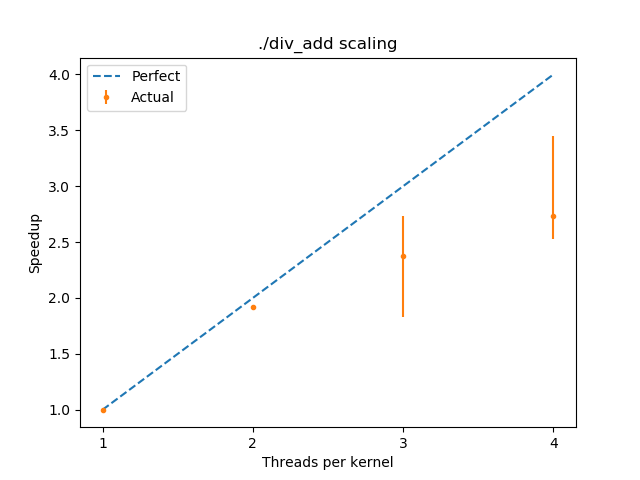 ./div_add scaling
Perfect
Actual
4.0
3.5
3.0
2.5
2.0
1.5
1.0
Speedup
1
2
3
4
Threads per kernel